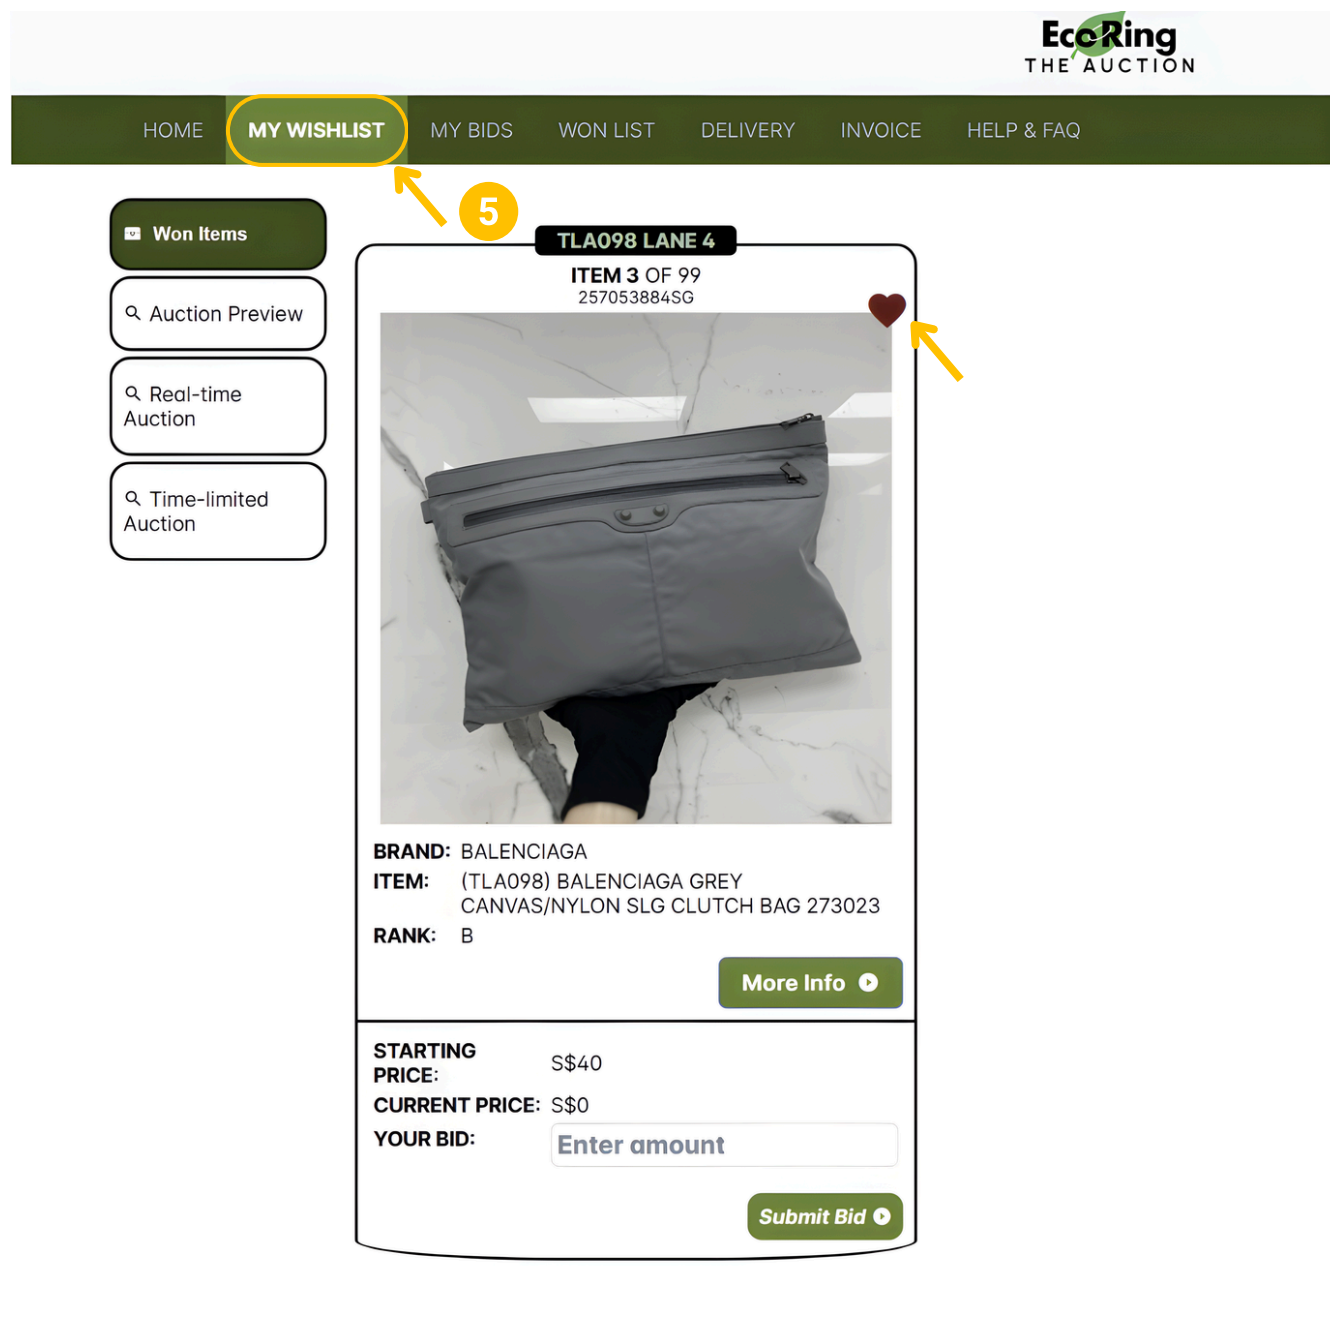 EcoRing
THE AUCTION
HOME
MY WISHLIST
MY BIDS
WON LIST
DELIVERY
INVOICE
HELP & FAQ
5
Won Items
Auction Preview
Real-time
Auction
Time-limited
Auction
TLA098 LANE 4
ITEM 3 OF 99
257053884SG
BRAND: BALENCIAGA
ITEM: (TLA098) BALENCIAGA GREY
CANVAS/NYLON SLG CLUTCH BAG 273023
RANK: B
More Info
STARTING
PRICE: S$40
CURRENT PRICE: S$0
YOUR BID: Enter amount
Submit Bid